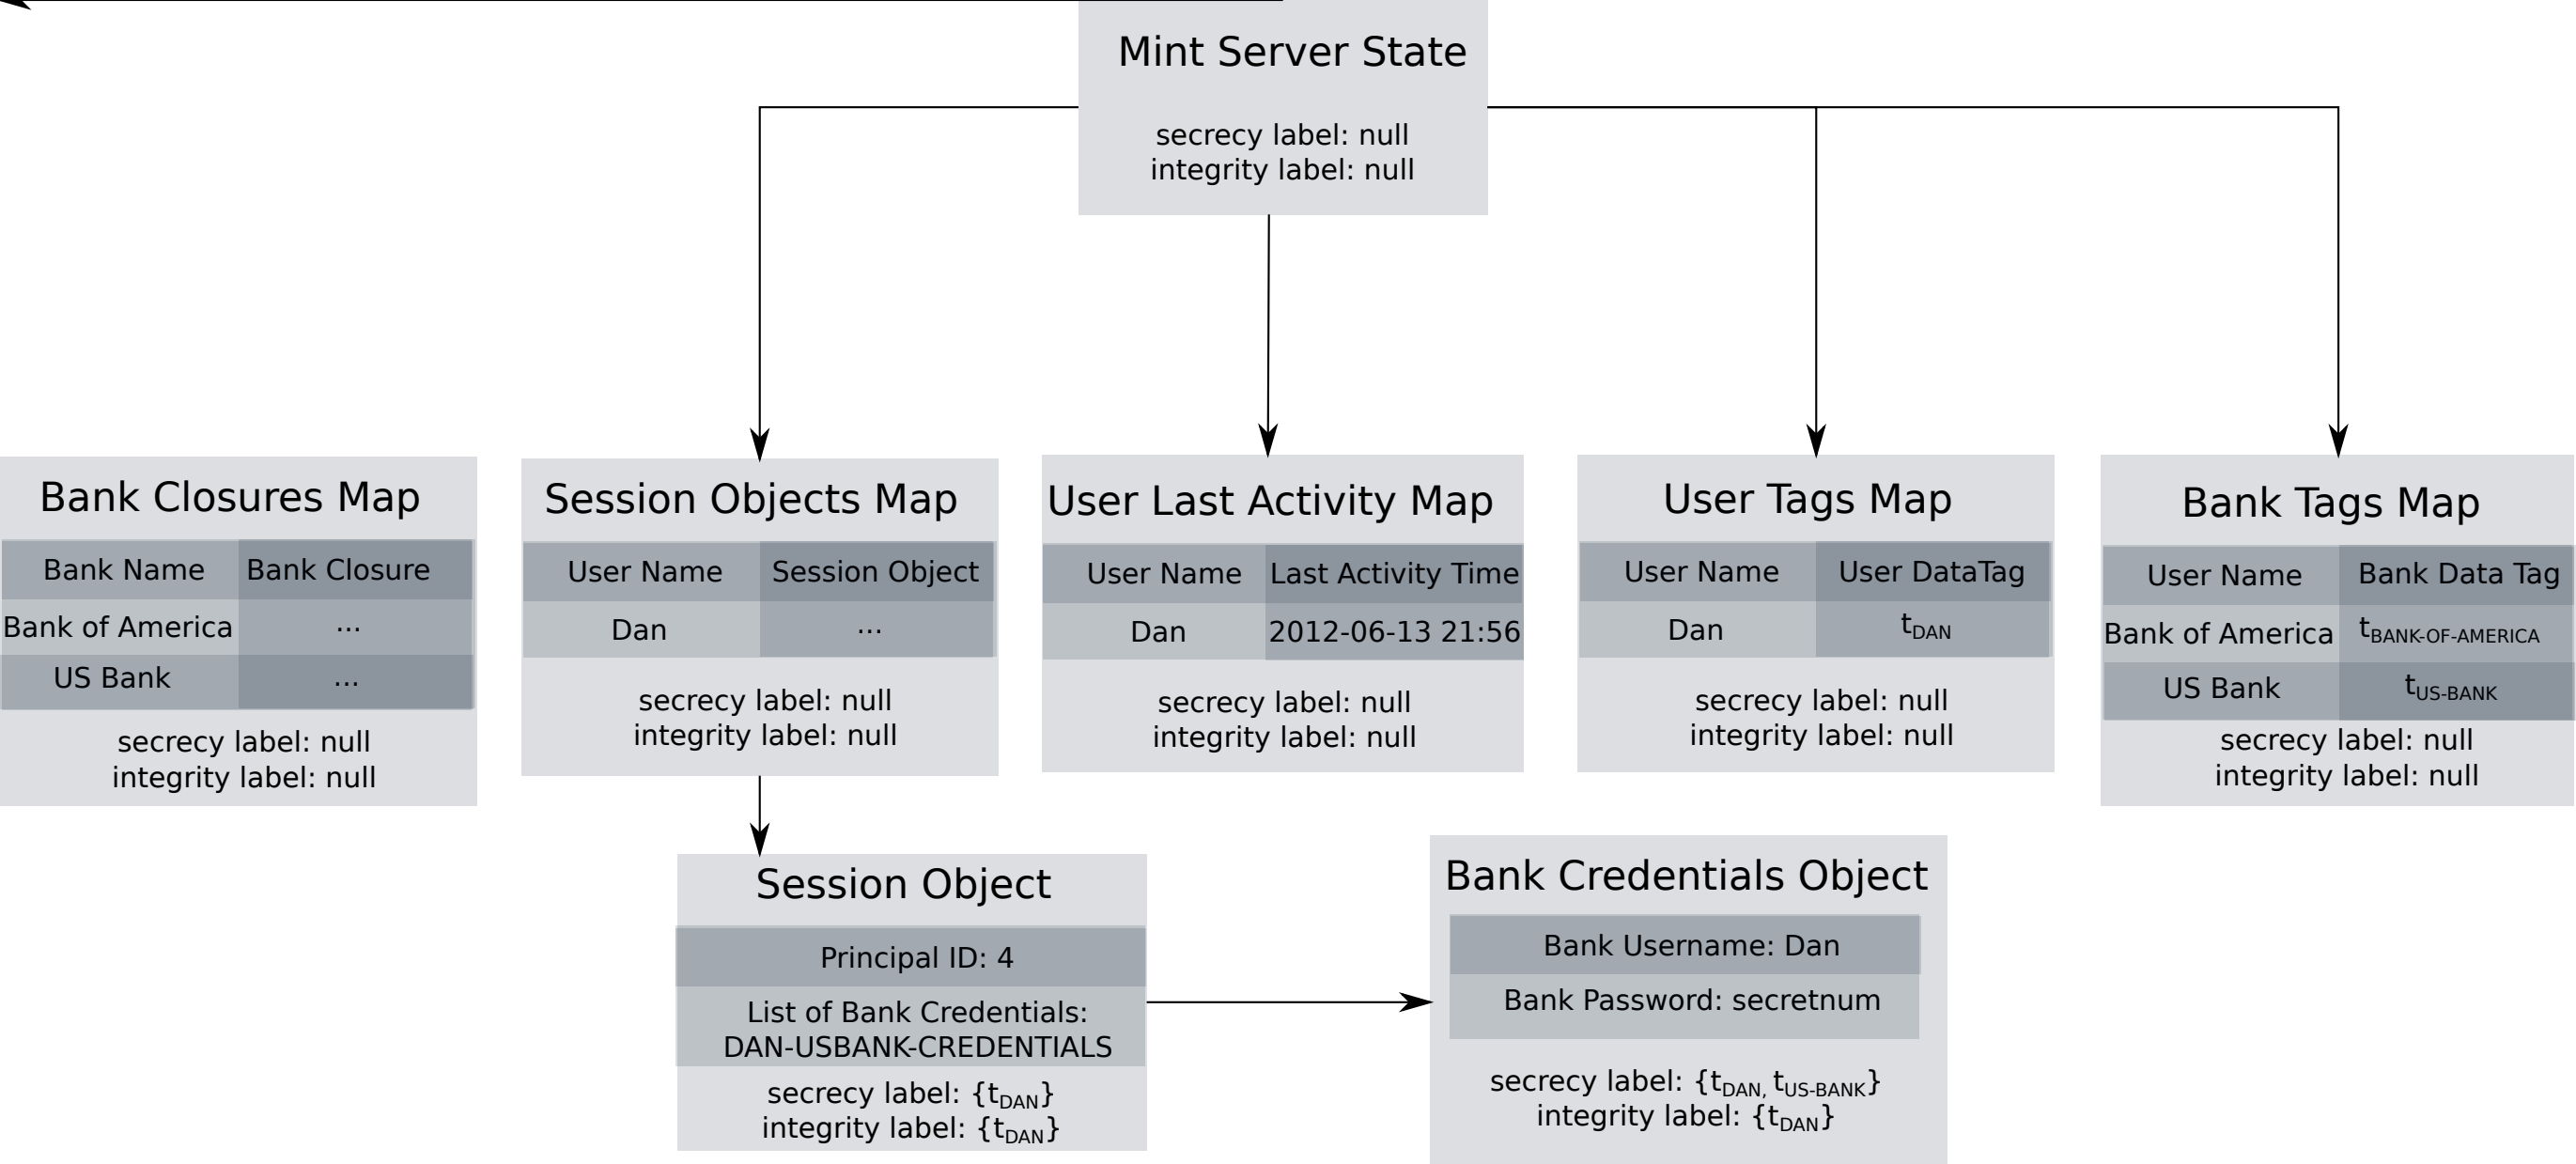 Mint Server State
secrecy label: null
integrity label: null
Bank Closures Map
Bank Name Bank Closure
Bank of America ...
US Bank ...
secrecy label: null
integrity label: null
Session Objects Map
User Name Session Object
Dan ...
secrecy label: null
integrity label: null
User Last Activity Map
User Name Last Activity Time
Dan 2012-06-13 21:56
secrecy label: null
integrity label: null
User Tags Map
User Name User DataTag
Dan tDAN
secrecy label: null
integrity label: null
Bank Tags Map
User Name Bank Data Tag
Bank of America tBANK-OF-AMERICA
US Bank tUS-BANK
secrecy label: null
integrity label: null
Session Object
Principal ID: 4
List of Bank Credentials:
DAN-USBANK-CREDENTIALS
secrecy label: {tDAN}
integrity label: {tDAN}
Bank Credentials Object
Bank Username: Dan
Bank Password: secretnum
secrecy label: {tDAN, tUS-BANK}
integrity label: {tDAN}